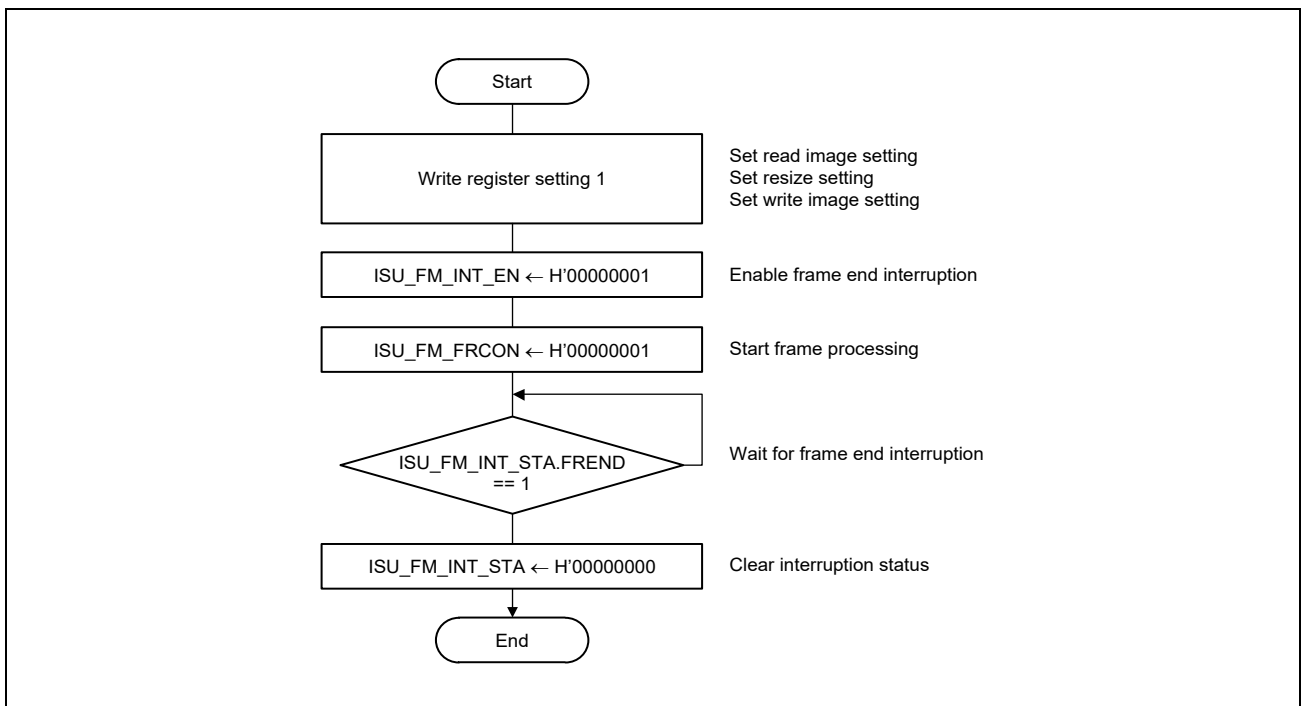 Start
Write register setting 1
Set read image setting
Set resize setting
Set write image setting
ISU_FM_INT_EN ← H’00000001
Enable frame end interruption
ISU_FM_FRCON ← H’00000001
Start frame processing
ISU_FM_INT_STA.FREND
== 1
Wait for frame end interruption
ISU_FM_INT_STA ← H’00000000
Clear interruption status
End